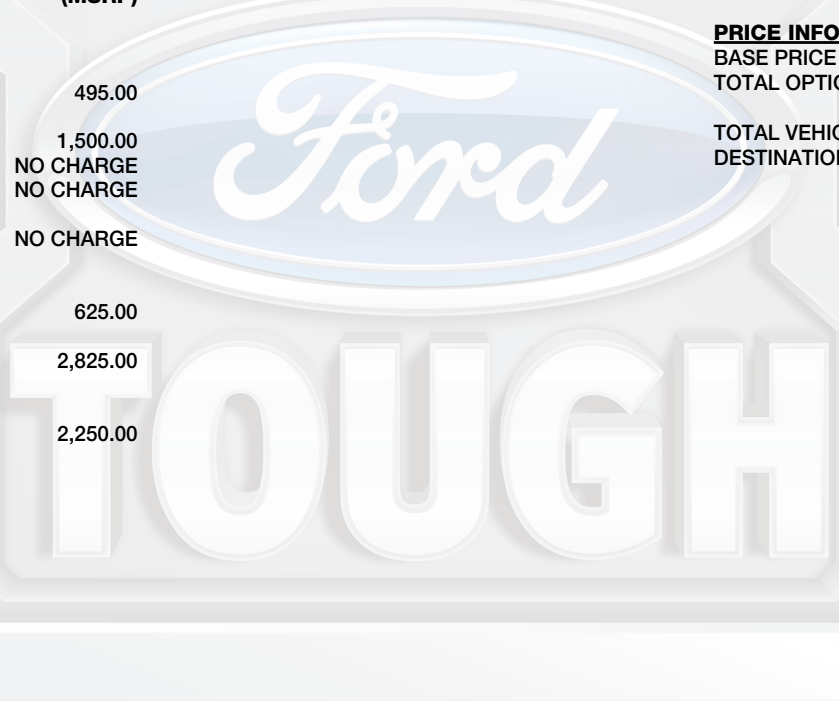 (MSRP)
495.00
1,500.00
NO CHARGE
NO CHARGE
NO CHARGE
625.00
2,825.00
2,250.00
PRICE INFO
BASE PRICE
TOTAL OPTIO
TOTAL VEHIC
DESTINATION
Ford
TOUGH